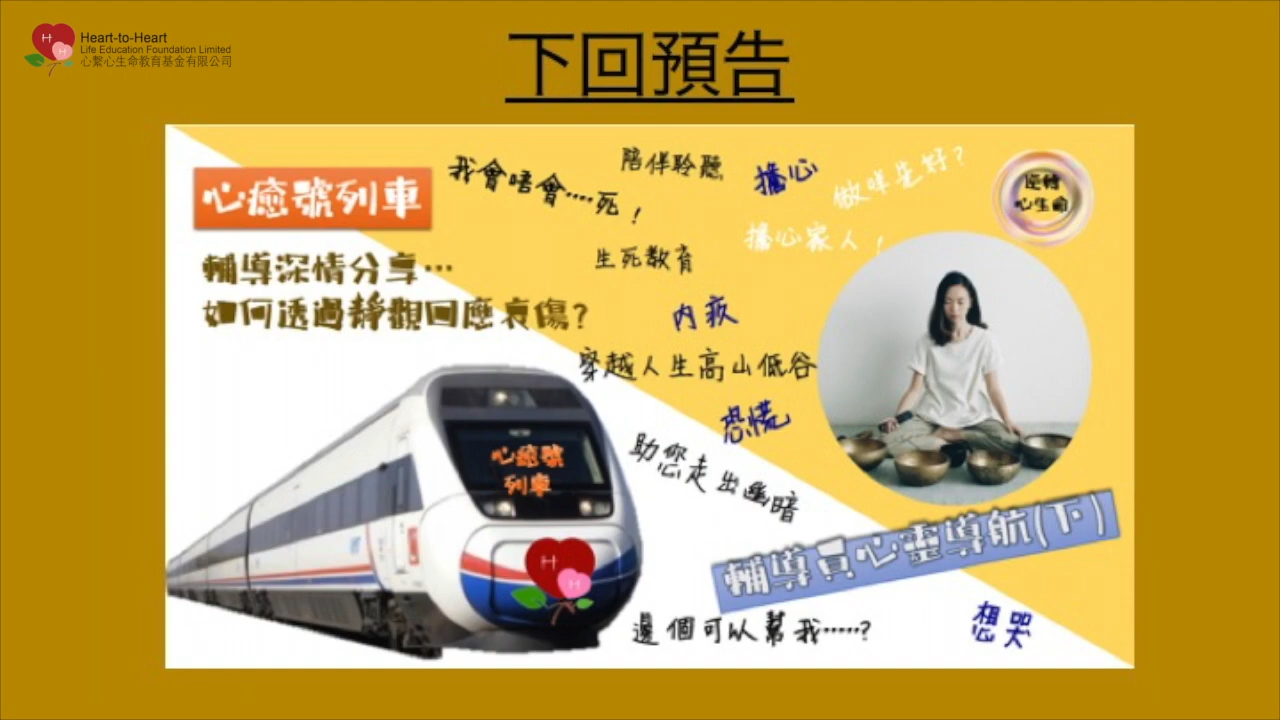 Heart-to-Heart
Life Education Foundation Limited
心繫心生命教育基金有限公司
下回預告
心癒號列車
輔導深情分享…
如何透過靜觀回應哀傷?
我會唔會....死!
陪伴聆聽
擔心
做咩先好?
擔心家人!
逆轉
心生命
生死教育
內疚
穿越人生高山低谷
恐慌
助您走出幽暗
心癒號
列車
H
H
輔導員心靈導航(下)
邊個可以幫我.....?
想哭